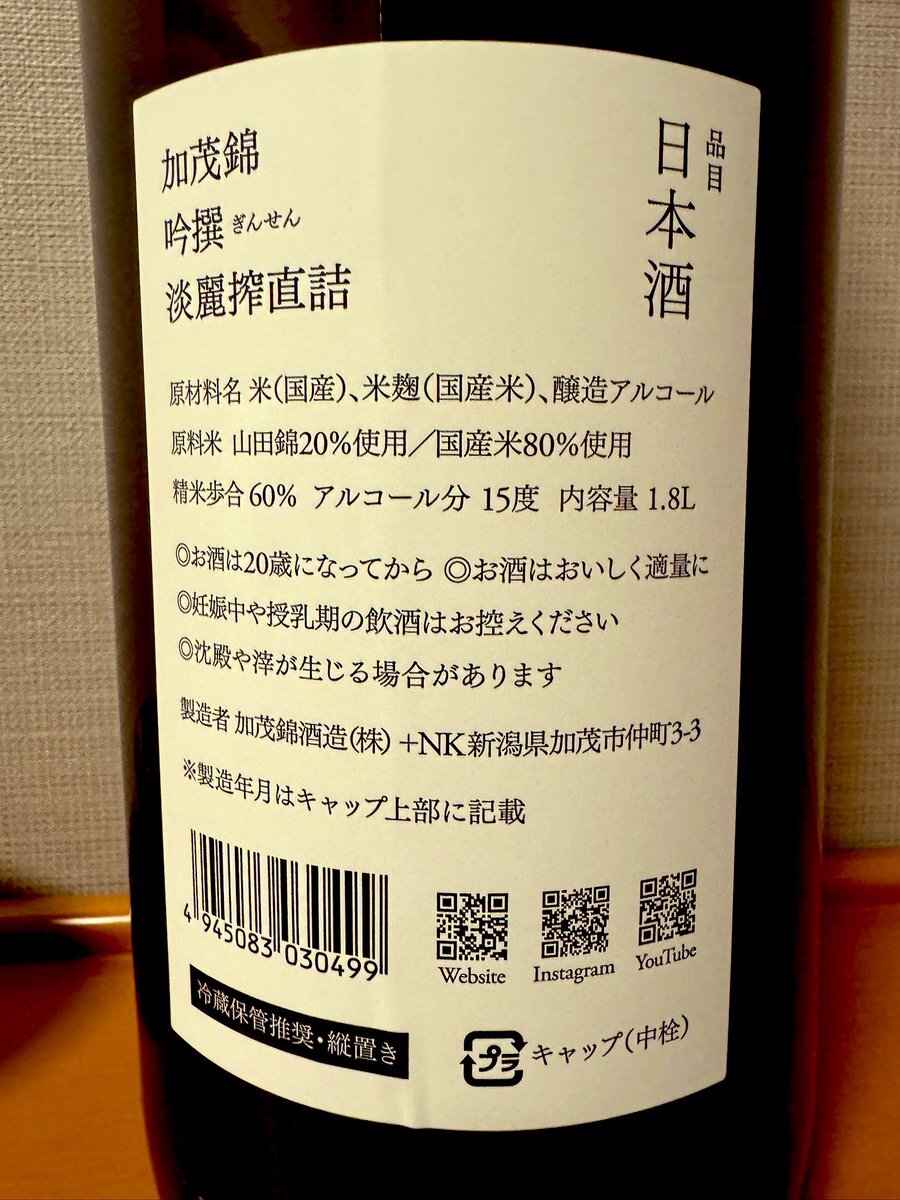 品目
日本酒
加茂錦
吟撰 ぎんせん
淡麗搾直詰
原材料名 米(国産)、米麹(国産米)、醸造アルコール
原料米 山田錦20%使用／国産米80%使用
精米歩合 60% アルコール分 15度 内容量 1.8L
◎お酒は20歳になってから ◎お酒はおいしく適量に
◎妊娠中や授乳期の飲酒はお控えください
◎沈殿や滓が生じる場合があります
製造者 加茂錦酒造(株) +NK 新潟県加茂市仲町3-3
※製造年月はキャップ上部に記載
4 945083 030499
Website
Instagram
YouTube
冷蔵保管推奨・縦置き
プラ キャップ(中栓)